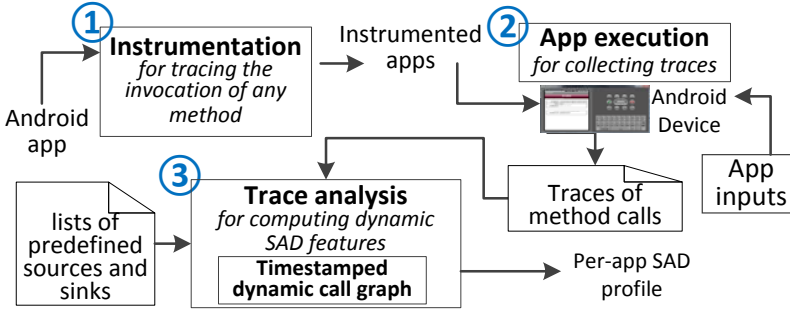 1
Instrumentation
for tracing the
invocation of any
method
Android
app
Instrumented
apps
2
App execution
for collecting traces
Android
Device
App
inputs
Traces of
method calls
3
Trace analysis
for computing dynamic
SAD features
Timestamped
dynamic call graph
lists of
predefined
sources and
sinks
Per-app SAD
profile